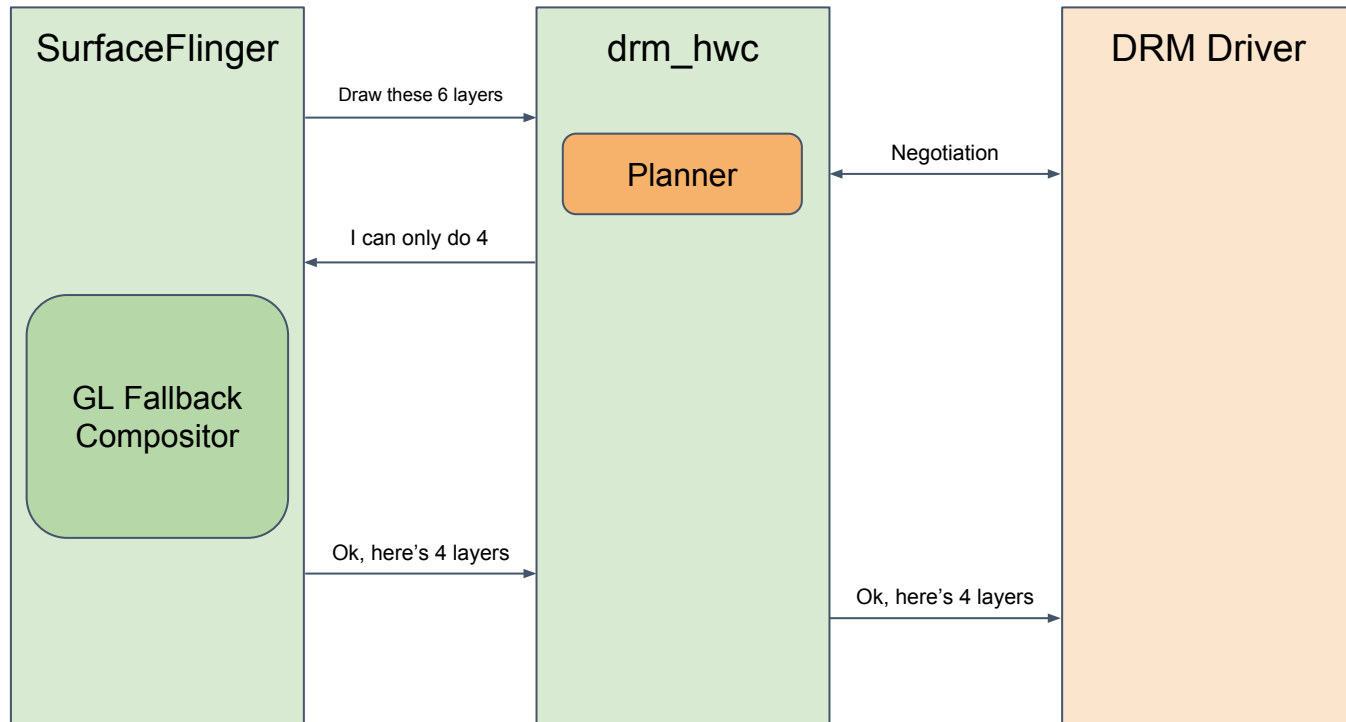 SurfaceFlinger
drm_hwc
DRM Driver
Draw these 6 layers
Planner
Negotiation
I can only do 4
GL Fallback
Compositor
Ok, here’s 4 layers
Ok, here’s 4 layers